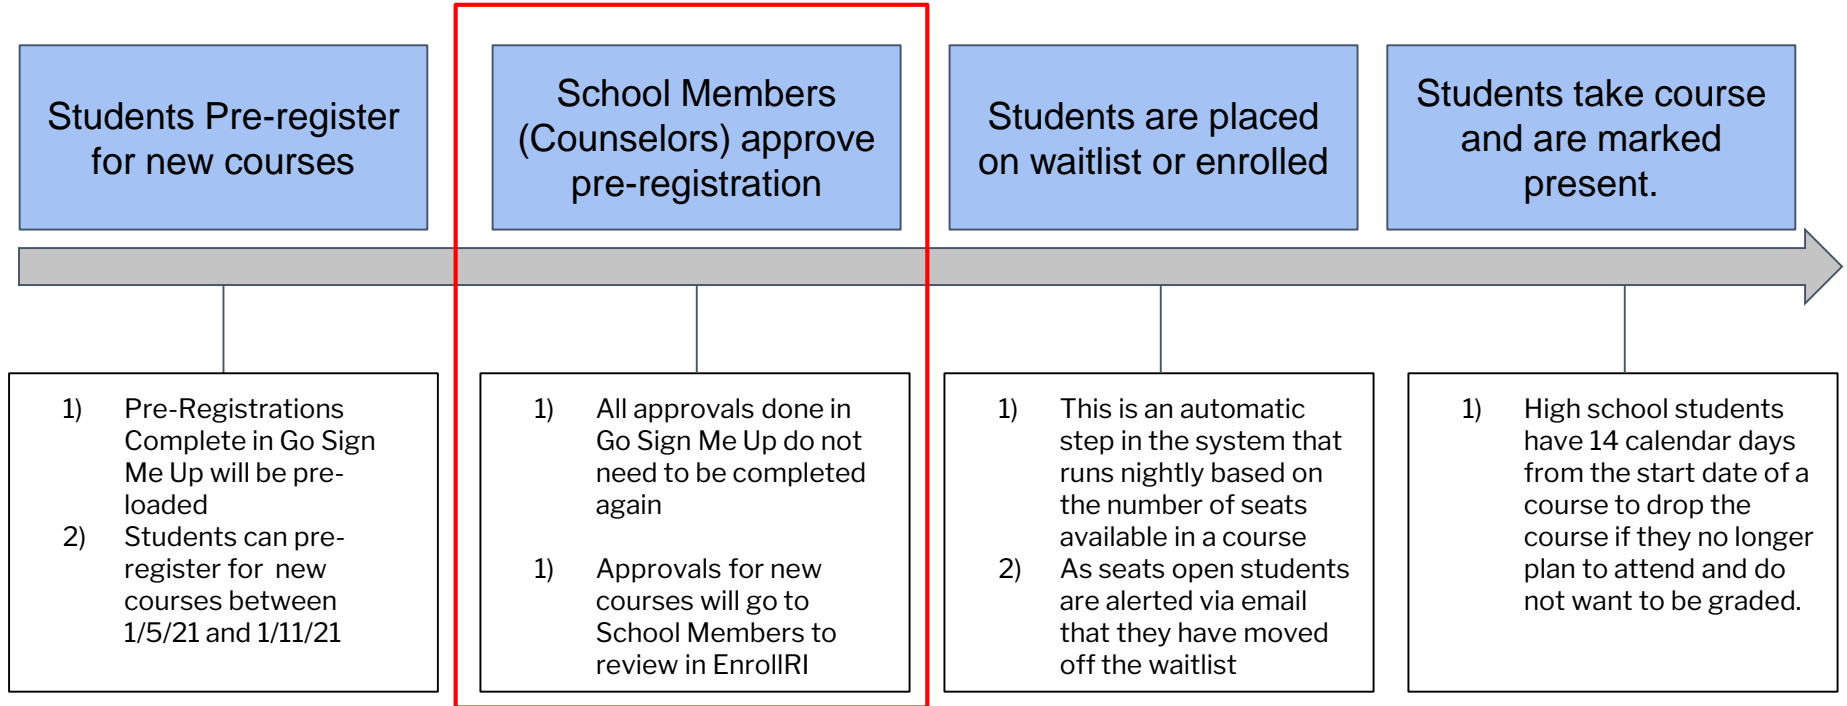 Students Pre-register
for new courses
School Members
(Counselors) approve
pre-registration
Students are placed
on waitlist or enrolled
Students take course
and are marked
present.
1) Pre-Registrations
Complete in Go Sign
Me Up will be pre-
loaded
2) Students can pre-
register for new
courses between
1/5/21 and 1/11/21
1) All approvals done in
Go Sign Me Up do not
need to be completed
again
1) Approvals for new
courses will go to
School Members to
review in EnrollRI
1) This is an automatic
step in the system that
runs nightly based on
the number of seats
available in a course
2) As seats open students
are alerted via email
that they have moved
off the waitlist
1) High school students
have 14 calendar days
from the start date of a
course to drop the
course if they no longer
plan to attend and do
not want to be graded.